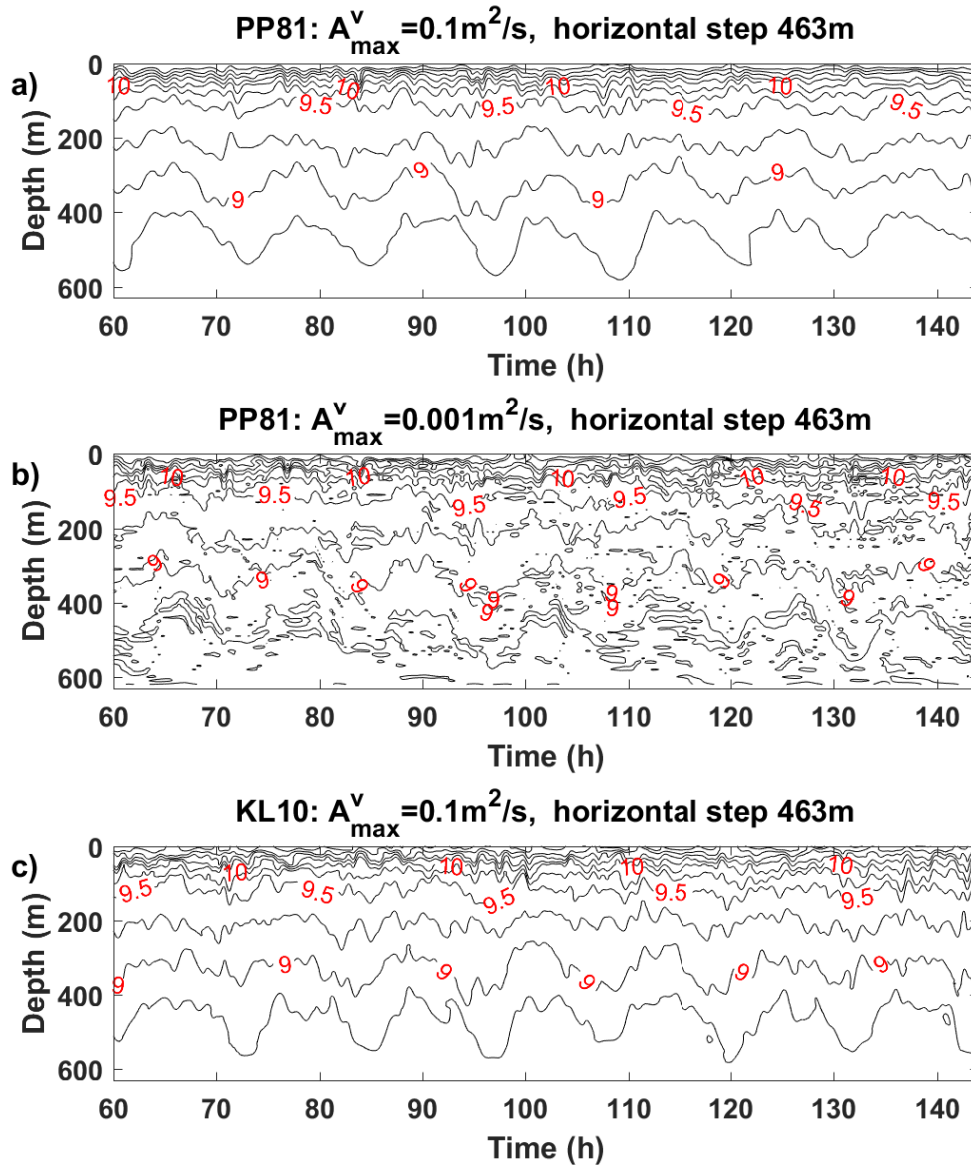 PP81: A^v_max=0.1m²/s,  horizontal step 463m
a)
Depth (m)
0
200
400
600
10 10 10 10
9.5 9.5 9.5 9.5
9 9 9 9
60 70 80 90 100 110 120 130 140
Time (h)
PP81: A^v_max=0.001m²/s,  horizontal step 463m
b)
Depth (m)
0
200
400
600
10 10 10 10 10
9.5 9.5 9.5 9.5 9.5 9.5
9 9 9 9 9 9 9 9 9 9 9
60 70 80 90 100 110 120 130 140
Time (h)
KL10: A^v_max=0.1m²/s,  horizontal step 463m
c)
Depth (m)
0
200
400
600
10 10 10 10
9.5 9.5 9.5 9.5 9.5
9 9 9 9 9 9
60 70 80 90 100 110 120 130 140
Time (h)